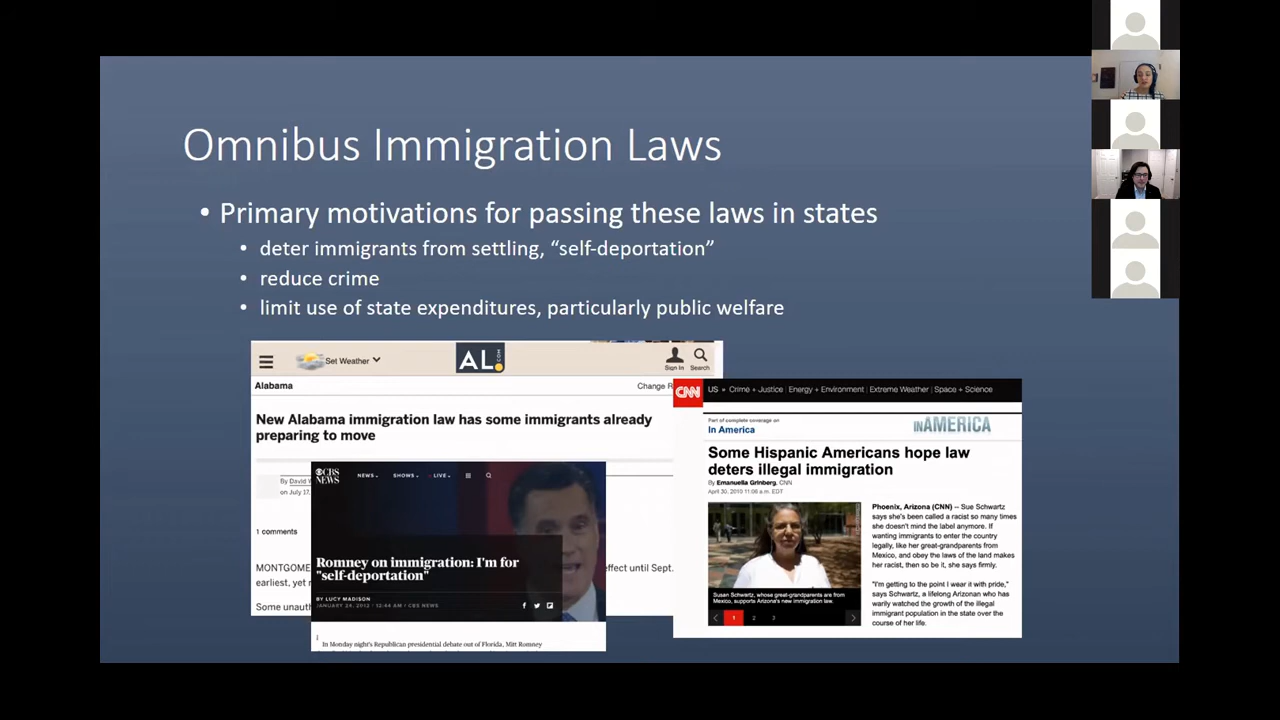 Omnibus Immigration Laws
• Primary motivations for passing these laws in states
• deter immigrants from settling, “self-deportation”
• reduce crime
• limit use of state expenditures, particularly public welfare
Set Weather
AL.COM
Sign In
Search
Alabama
Change R
New Alabama immigration law has some immigrants already
preparing to move
By David
on July 17,
1 comments
MONTGOME
earliest, yet
effect until Sept.
Some unauth
CBS NEWS
NEWS
SHOWS
LIVE
Romney on immigration: I'm for
"self-deportation"
BY LUCY MADISON
JANUARY 24, 2012 / 12:44 AM / CBS NEWS
In Monday night's Republican presidential debate out of Florida, Mitt Romney
CNN
US » Crime + Justice Energy + Environment Extreme Weather Space + Science
Part of complete coverage on
In America
IN AMERICA
Some Hispanic Americans hope law
deters illegal immigration
By Emanuella Grinberg, CNN
April 30, 2010 11:06 a.m. EDT
Susan Schwartz, whose great-grandparents are from
Mexico, supports Arizona's new immigration law.
1 2 3
Phoenix, Arizona (CNN) -- Sue Schwartz
says she's been called a racist so many times
she doesn't mind the label anymore. If
wanting immigrants to enter the country
legally, like her great-grandparents from
Mexico, and obey the laws of the land makes
her racist, then so be it, she says firmly.
"I'm getting to the point I wear it with pride,"
says Schwartz, a lifelong Arizonan who has
warily watched the growth of the illegal
immigrant population in the state over the
course of her life.